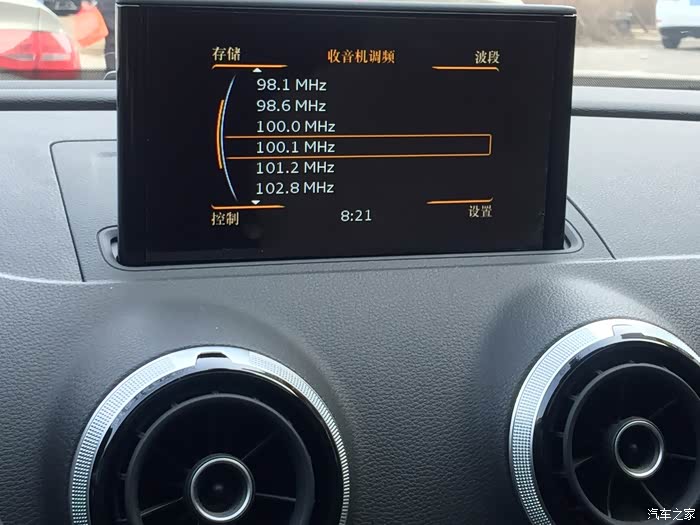 存储 收音机调频 波段
98.1 MHz
98.6 MHz
100.0 MHz
100.1 MHz
101.2 MHz
102.8 MHz
控制 8:21 设置
汽车之家